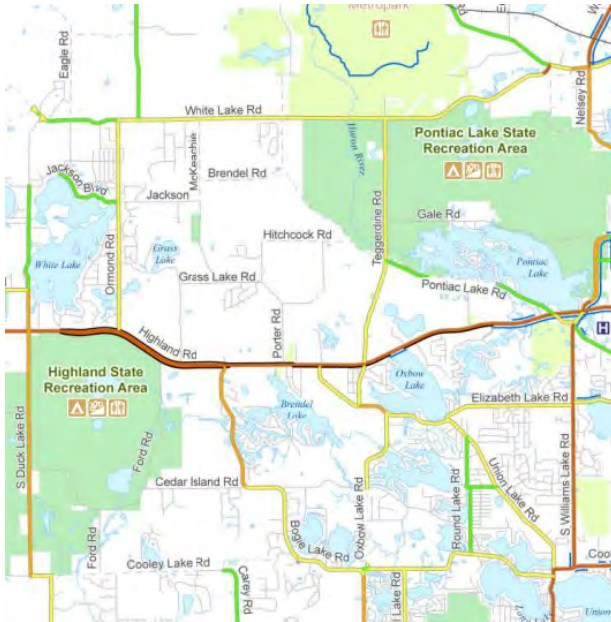 Metropark
Eagle Rd
Nelsey Rd
White Lake Rd
Huron River
Pontiac Lake State
Recreation Area
McKeachie
Brendel Rd
Jackson Blvd
Jackson
Teggerdine Rd
Gale Rd
Hitchcock Rd
Ormond Rd
Grass
Lake
White Lake
Pontiac
Lake
Grass Lake Rd
Pontiac Lake Rd
H
Highland Rd
Porter Rd
Highland State
Recreation Area
Oxbow
Lake
Brendel
Lake
Elizabeth Lake Rd
S Duck Lake Rd
Ford Rd
Cedar Island Rd
Union Lake Rd
S Williams Lake Rd
Oxbow Lake Rd
Round Lake Rd
Bogie Lake Rd
Ford Rd
Cooley Lake Rd
Cool
Carey Rd
l Lake Rd
Union